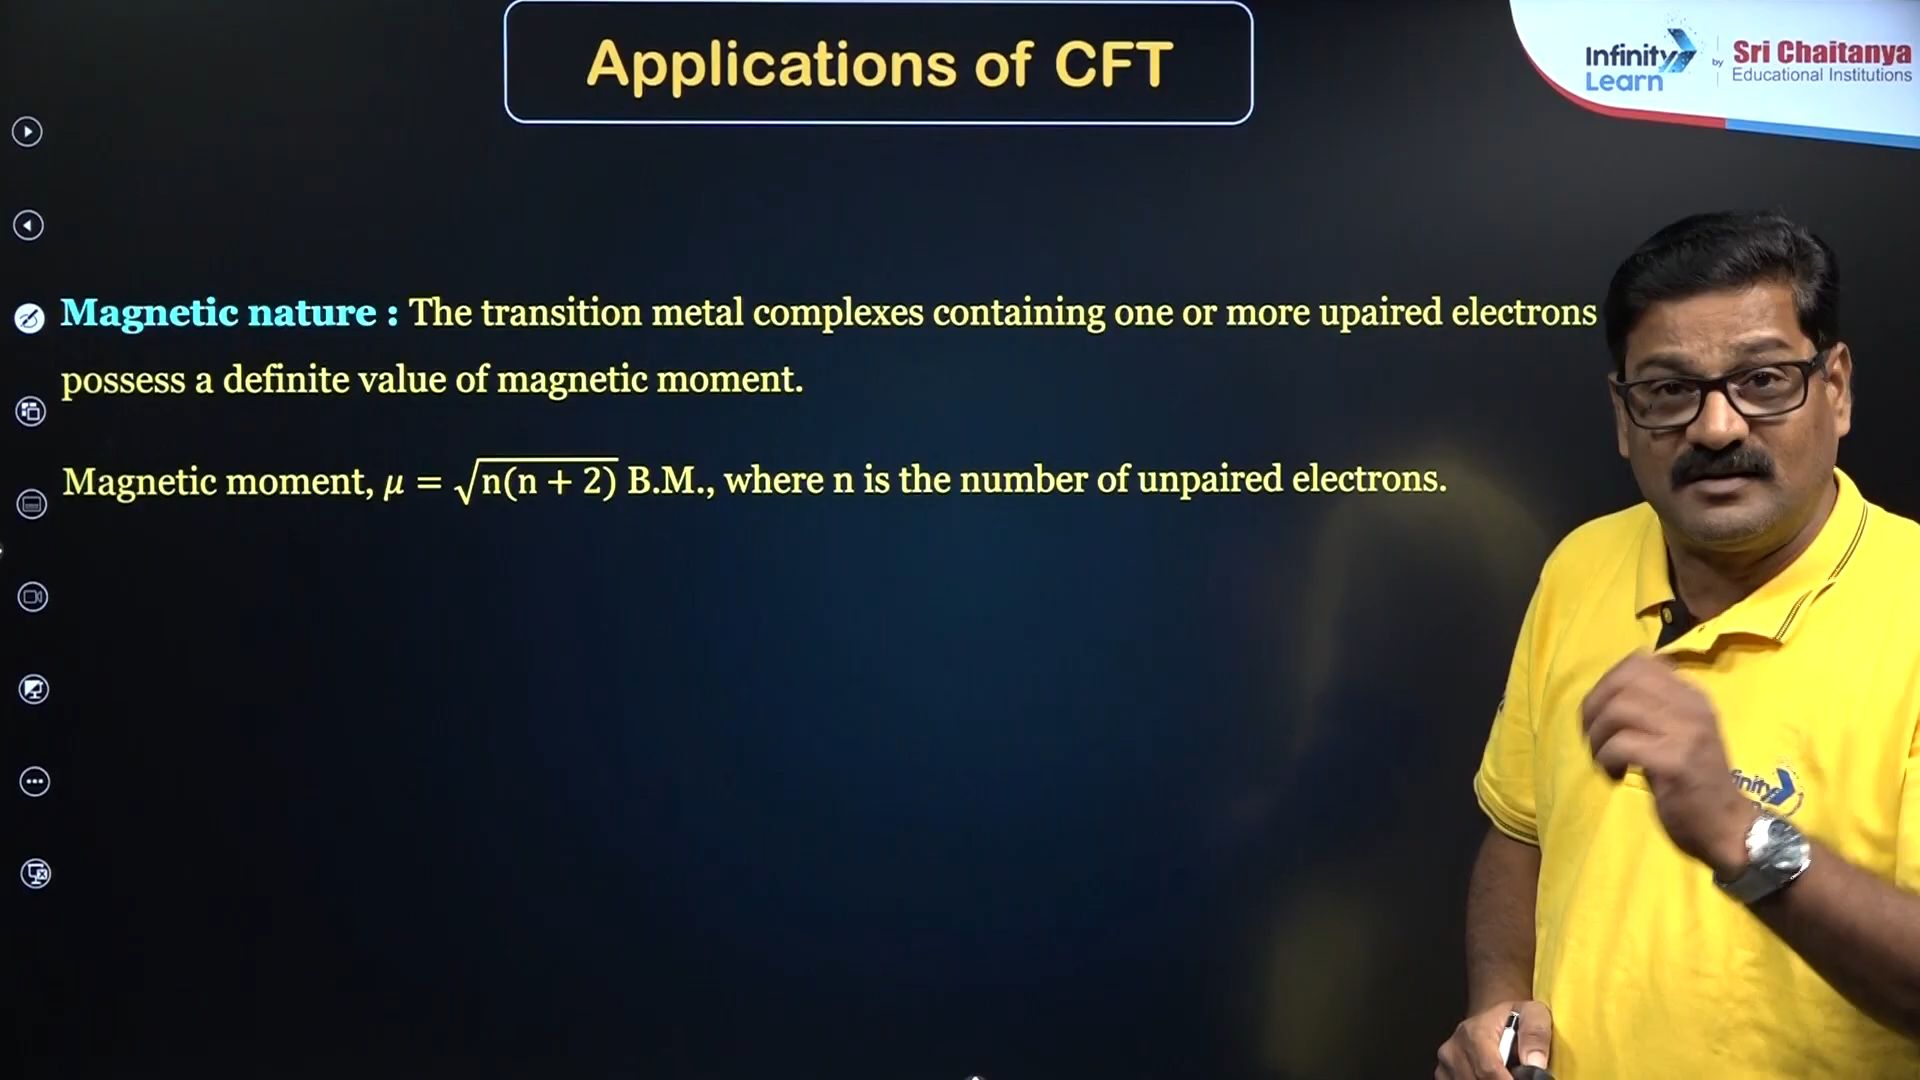 Applications of CFT
Infinity Learn by Sri Chaitanya Educational Institutions
Magnetic nature : The transition metal complexes containing one or more upaired electrons
possess a definite value of magnetic moment.
Magnetic moment, μ = √n(n + 2) B.M., where n is the number of unpaired electrons.
finity